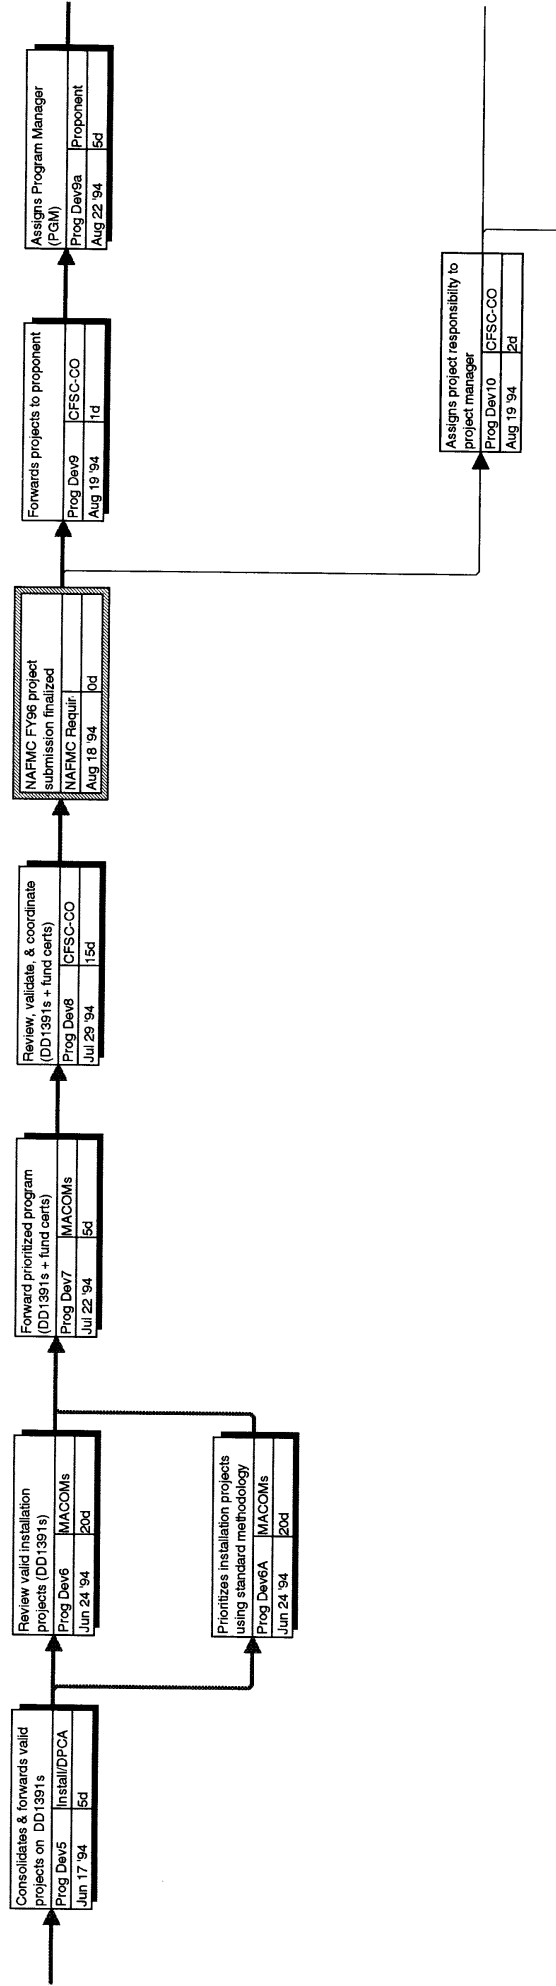 Consolidates & forwards valid
projects on DD1391s
Prog Dev5 Install/DPCA
Jun 17 '94 5d
Review valid installation
projects (DD1391s)
Prog Dev6 MACOMs
Jun 24 '94 20d
Prioritizes installation projects
using standard methodology
Prog Dev6A MACOMs
Jun 24 '94 20d
Forward prioritized program
(DD1391s + fund certs)
Prog Dev7 MACOMs
Jul 22 '94 5d
Review, validate, & coordinate
(DD1391s + fund certs)
Prog Dev8 CFSC-CO
Jul 29 '94 15d
NAFMC FY96 project
submission finalized
NAFMC Requir
Aug 18 '94 0d
Forwards projects to proponent
Prog Dev9 CFSC-CO
Aug 19 '94 1d
Assigns project responsibilty to
project manager
Prog Dev10 CFSC-CO
Aug 19 '94 2d
Assigns Program Manager
(PGM)
Prog Dev9a Proponent
Aug 22 '94 5d